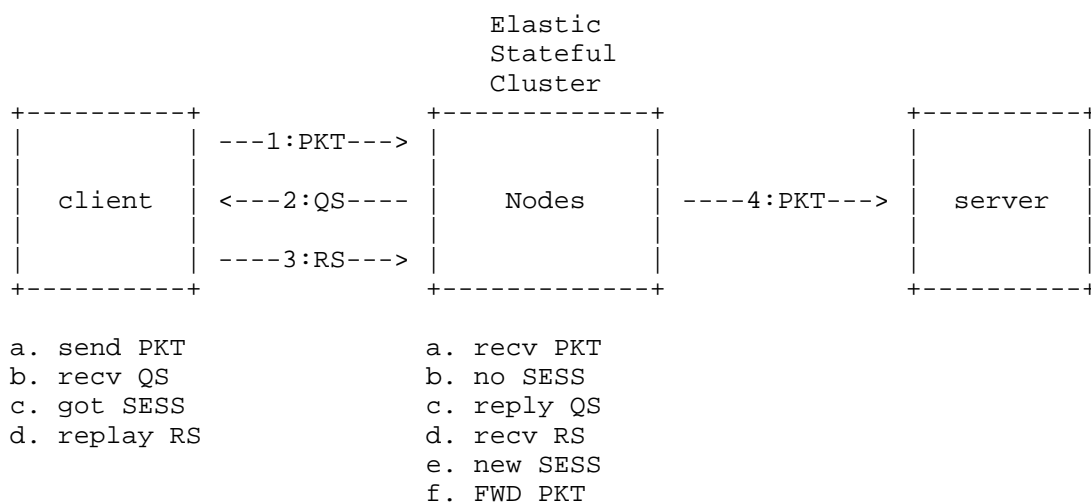 Elastic
Stateful
Cluster
---1:PKT--->
client <---2:QS---- Nodes ----4:PKT---> server
----3:RS--->
a. send PKT a. recv PKT
b. recv QS b. no SESS
c. got SESS c. reply QS
d. replay RS d. recv RS
e. new SESS
f. FWD PKT